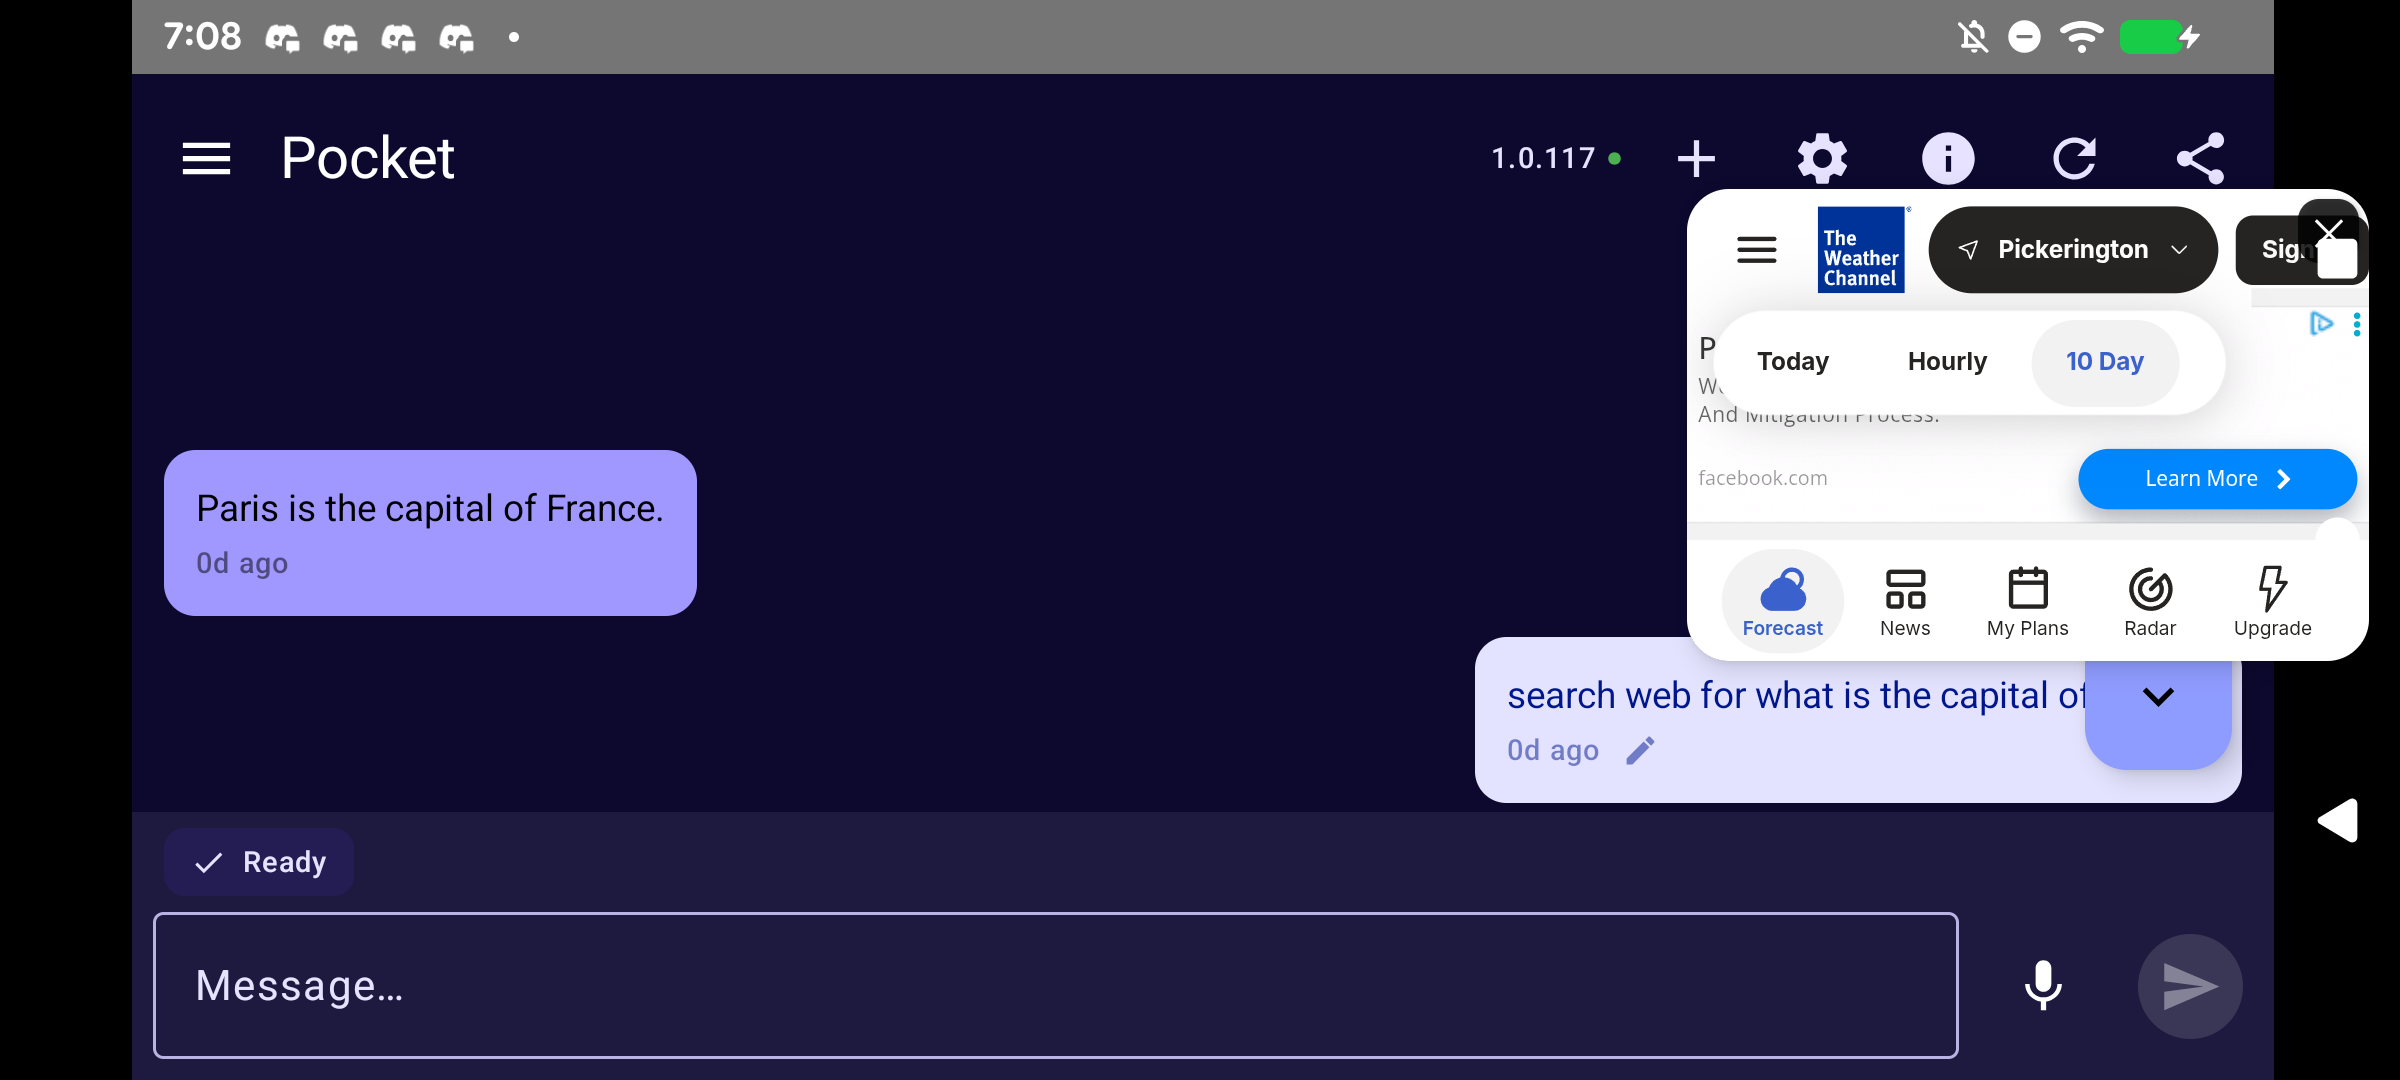 7:08
Pocket
1.0.117
The
Weather
Channel
Pickerington
Today
Hourly
10 Day
And Mitigation Process.
facebook.com
Learn More
Forecast
News
My Plans
Radar
Upgrade
Paris is the capital of France.
0d ago
search web for what is the capital of
0d ago
Ready
Message...